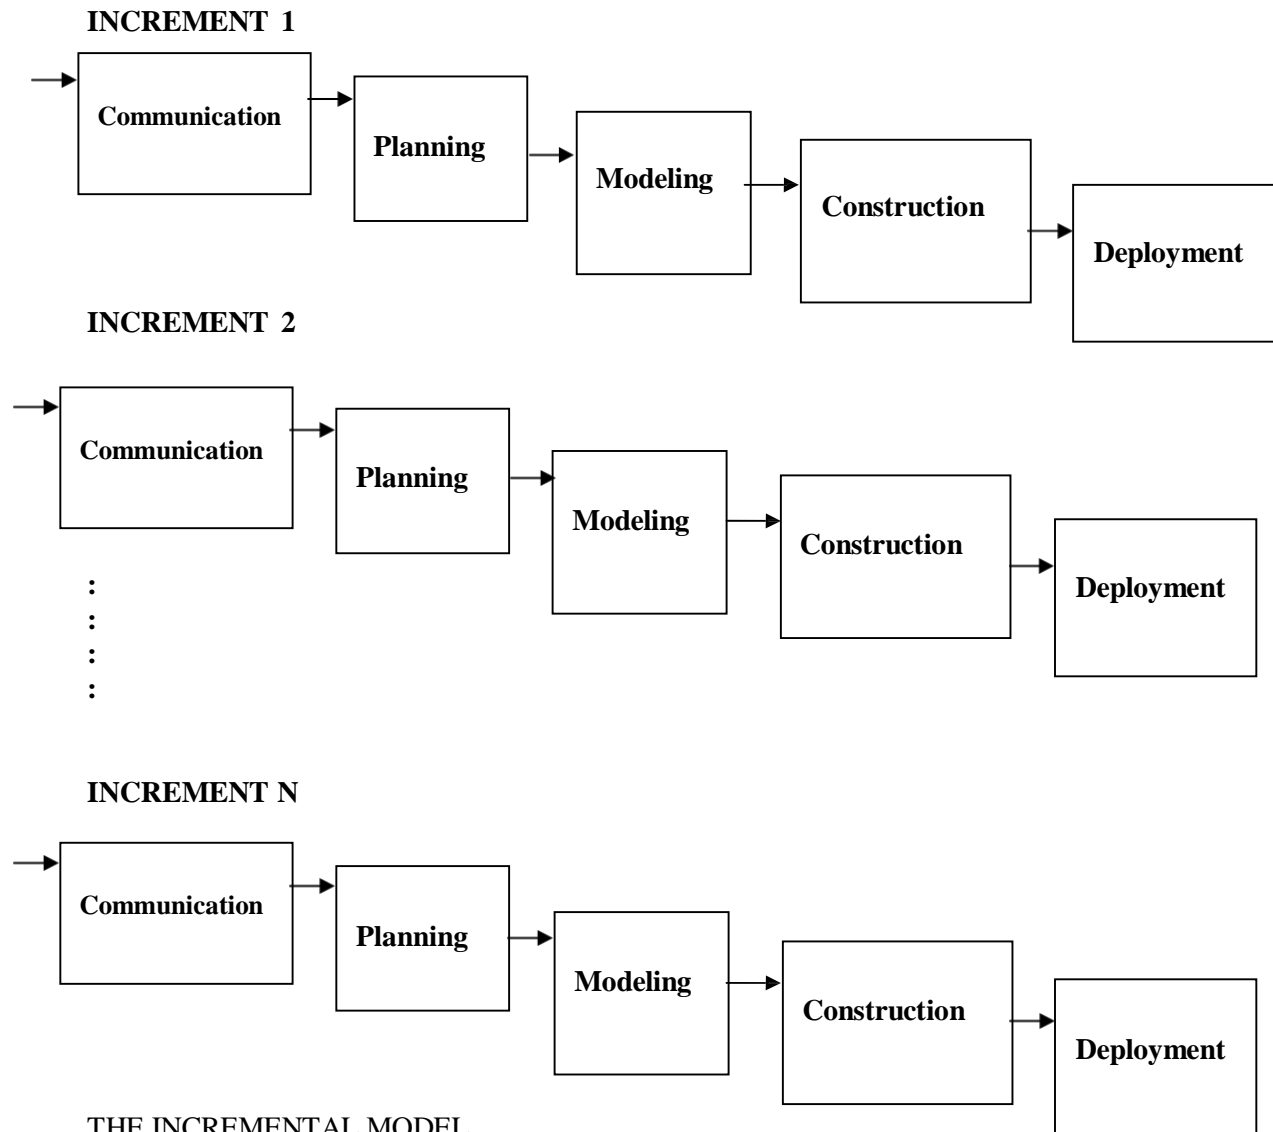 INCREMENT 1
Communication
Planning
Modeling
Construction
Deployment
INCREMENT 2
Communication
Planning
Modeling
Construction
Deployment
:
:
:
:
INCREMENT N
Communication
Planning
Modeling
Construction
Deployment
THE INCREMENTAL MODEL